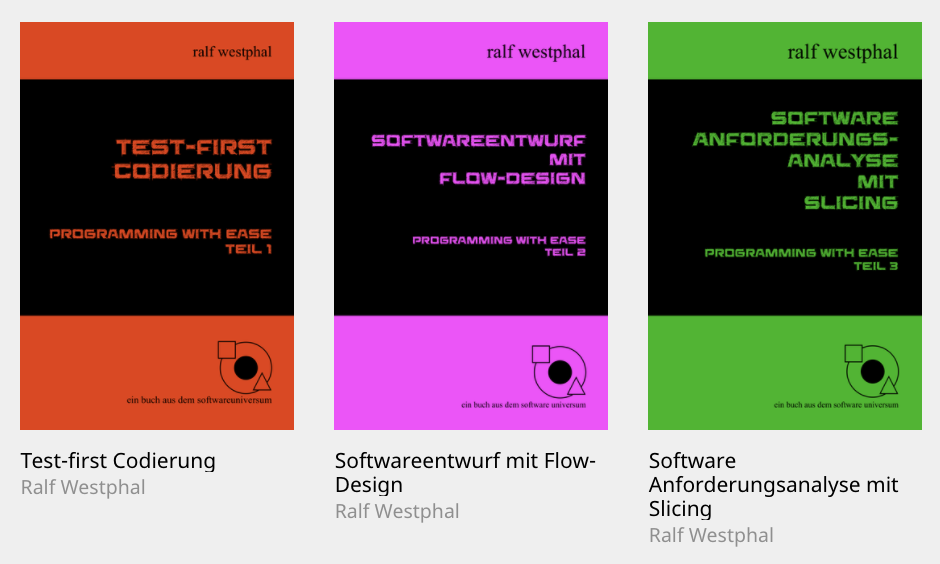 ralf westphal
TEST-FIRST
CODIERUNG
PROGRAMMING WITH EASE
TEIL 1
ein buch aus dem softwareuniversum
Test-first Codierung
Ralf Westphal
ralf westphal
SOFTWAREENTWURF
MIT
FLOW-DESIGN
PROGRAMMING WITH EASE
TEIL 2
ein buch aus dem software universum
Softwareentwurf mit Flow-
Design
Ralf Westphal
ralf westphal
SOFTWARE
ANFORDERUNGS-
ANALYSE
MIT
SLICING
PROGRAMMING WITH EASE
TEIL 3
ein buch aus dem software universum
Software
Anforderungsanalyse mit
Slicing
Ralf Westphal